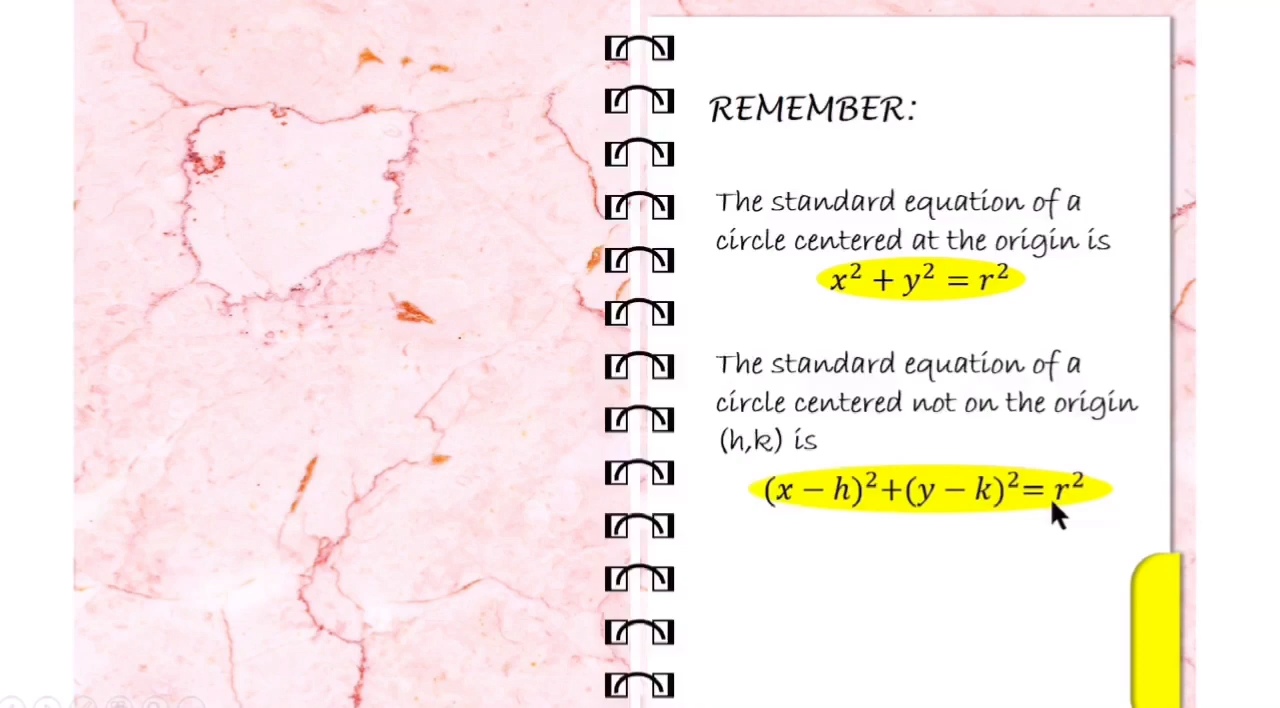 REMEMBER:
The standard equation of a
circle centered at the origin is
x² + y² = r²
The standard equation of a
circle centered not on the origin
(h,k) is
(x − h)²+(y − k)²= r²